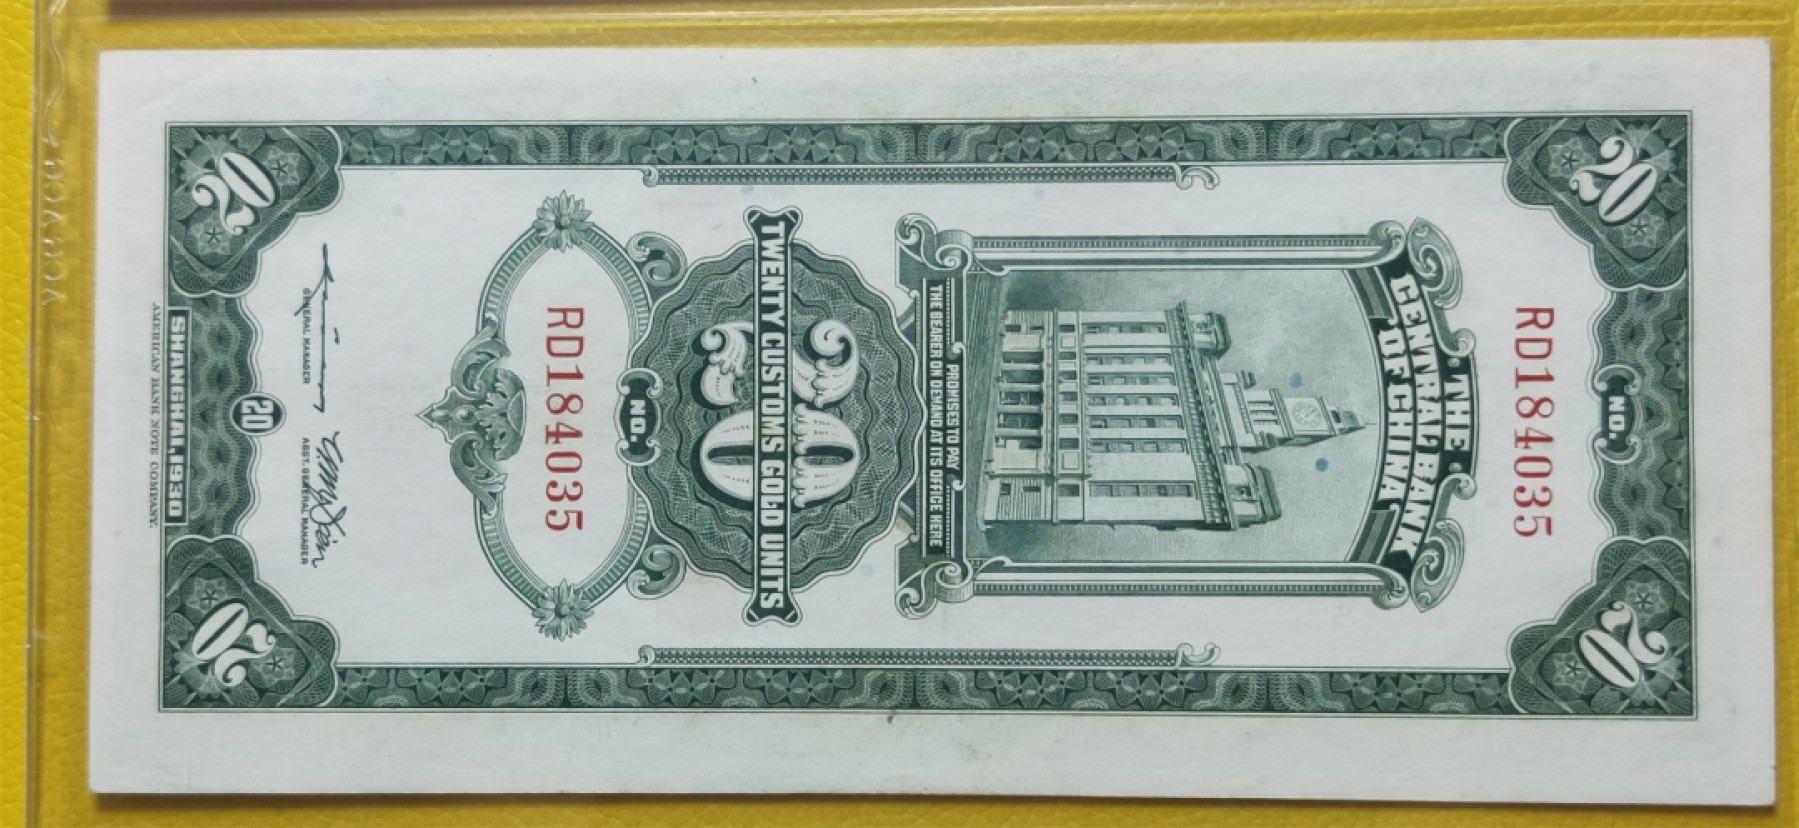 20
20
NO.
RD184035
· THE ·
CENTRAL BANK
OF CHINA
PROMISES TO PAY
THE BEARER ON DEMAND AT ITS OFFICE HERE
20
TWENTY CUSTOMS GOLD UNITS
NO.
RD184035
GENERAL MANAGER
ASST. GENERAL MANAGER
20
20
20
SHANGHAI, 1930
AMERICAN BANK NOTE COMPANY.